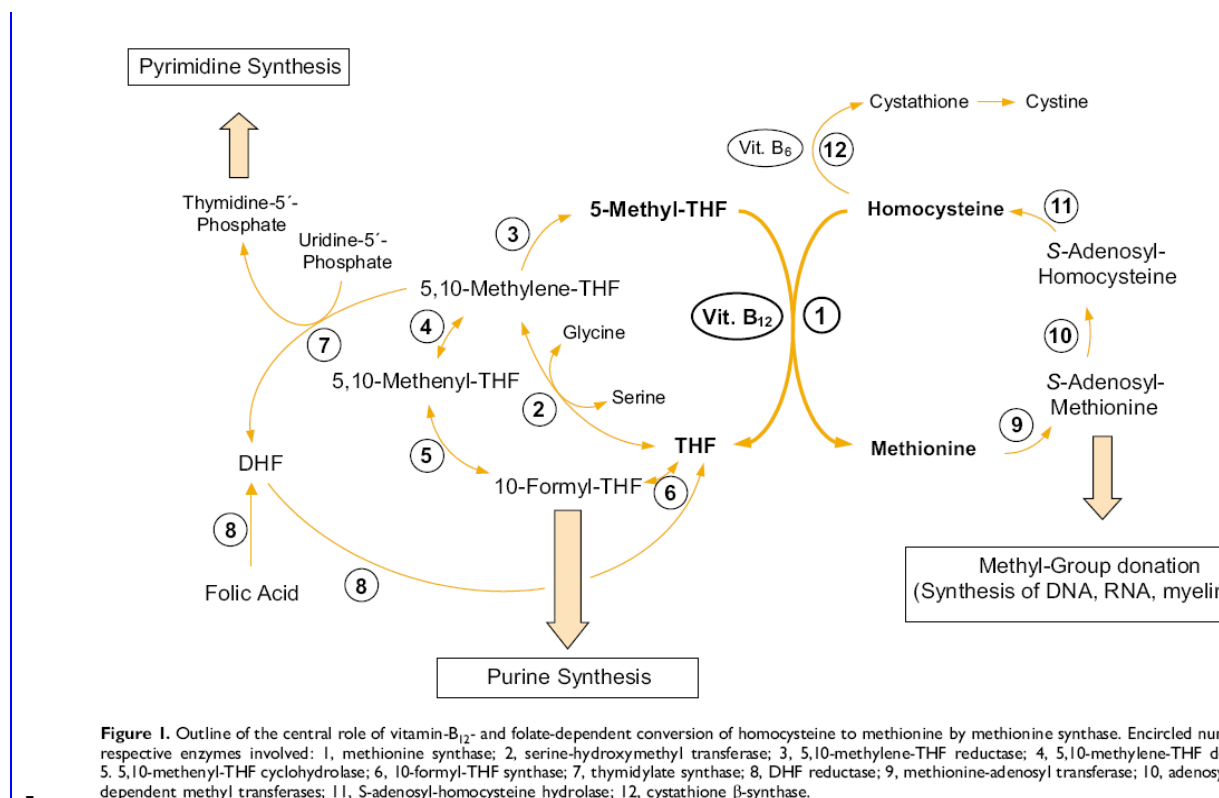 Pyrimidine Synthesis
Cystathione
Cystine
Vit. B6
12
Thymidine-5´-
Phosphate
Uridine-5´-
Phosphate
3
5-Methyl-THF
Homocysteine
11
S-Adenosyl-
Homocysteine
5,10-Methylene-THF
Vit. B12
1
4
Glycine
7
10
5,10-Methenyl-THF
Serine
2
S-Adenosyl-
Methionine
9
THF
Methionine
5
DHF
10-Formyl-THF
6
8
8
Folic Acid
Methyl-Group donation
(Synthesis of DNA, RNA, myelin
Purine Synthesis
Figure 1. Outline of the central role of vitamin-B12- and folate-dependent conversion of homocysteine to methionine by methionine synthase. Encircled nu
respective enzymes involved: 1, methionine synthase; 2, serine-hydroxymethyl transferase; 3, 5,10-methylene-THF reductase; 4, 5,10-methylene-THF d
5. 5,10-methenyl-THF cyclohydrolase; 6, 10-formyl-THF synthase; 7, thymidylate synthase; 8, DHF reductase; 9, methionine-adenosyl transferase; 10, adenosy
dependent methyl transferases; 11, S-adenosyl-homocysteine hydrolase; 12, cystathione β-synthase.